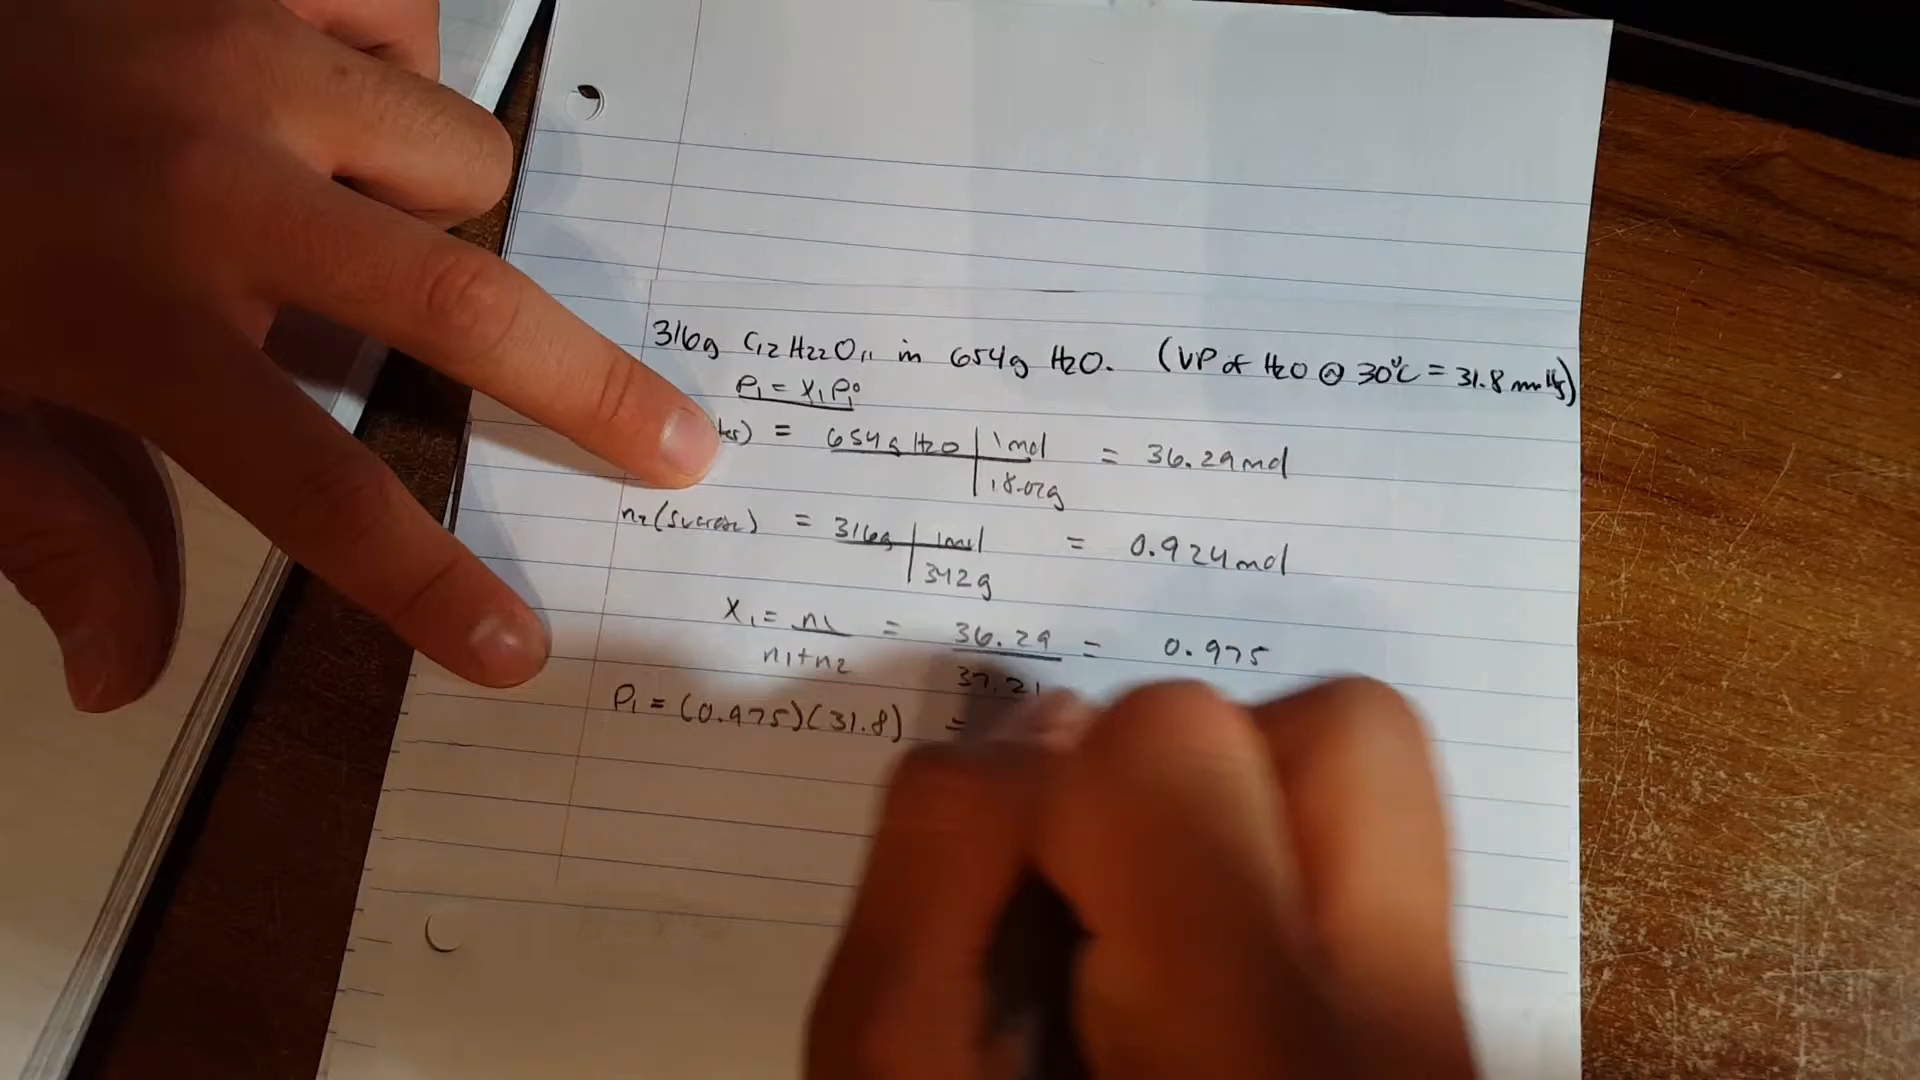 316g C12H22O11 in 654g H2O. (VP of H2O @ 30°C = 31.8 mmHg)
P1 = X1P1°
ter) = 654g H2O | 1mol = 36.29mol
18.02g
n2(sucrose) = 316g | 1mol = 0.924mol
342g
X1 = n1 = 36.29 = 0.975
n1+n2 37.21
P1 = (0.975)(31.8) =